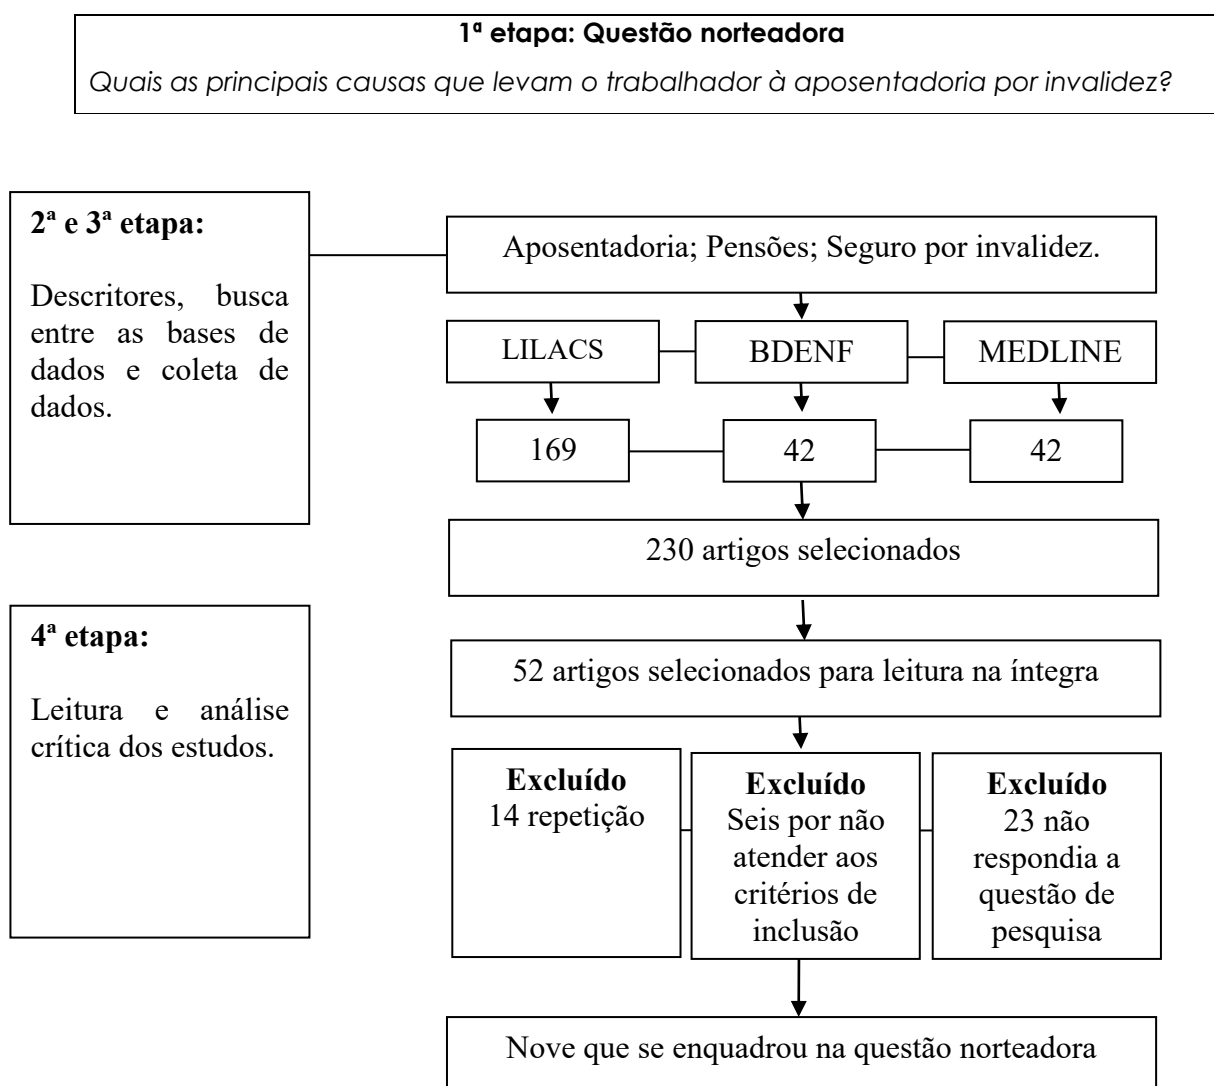 1ª etapa: Questão norteadora
Quais as principais causas que levam o trabalhador à aposentadoria por invalidez?
2ª e 3ª etapa:
Descritores, busca
entre as bases de
dados e coleta de
dados.
Aposentadoria; Pensões; Seguro por invalidez.
LILACS
BDENF
MEDLINE
169
42
42
230 artigos selecionados
4ª etapa:
Leitura e análise
crítica dos estudos.
52 artigos selecionados para leitura na íntegra
Excluído
14 repetição
Excluído
Seis por não
atender aos
critérios de
inclusão
Excluído
23 não
respondia a
questão de
pesquisa
Nove que se enquadrou na questão norteadora